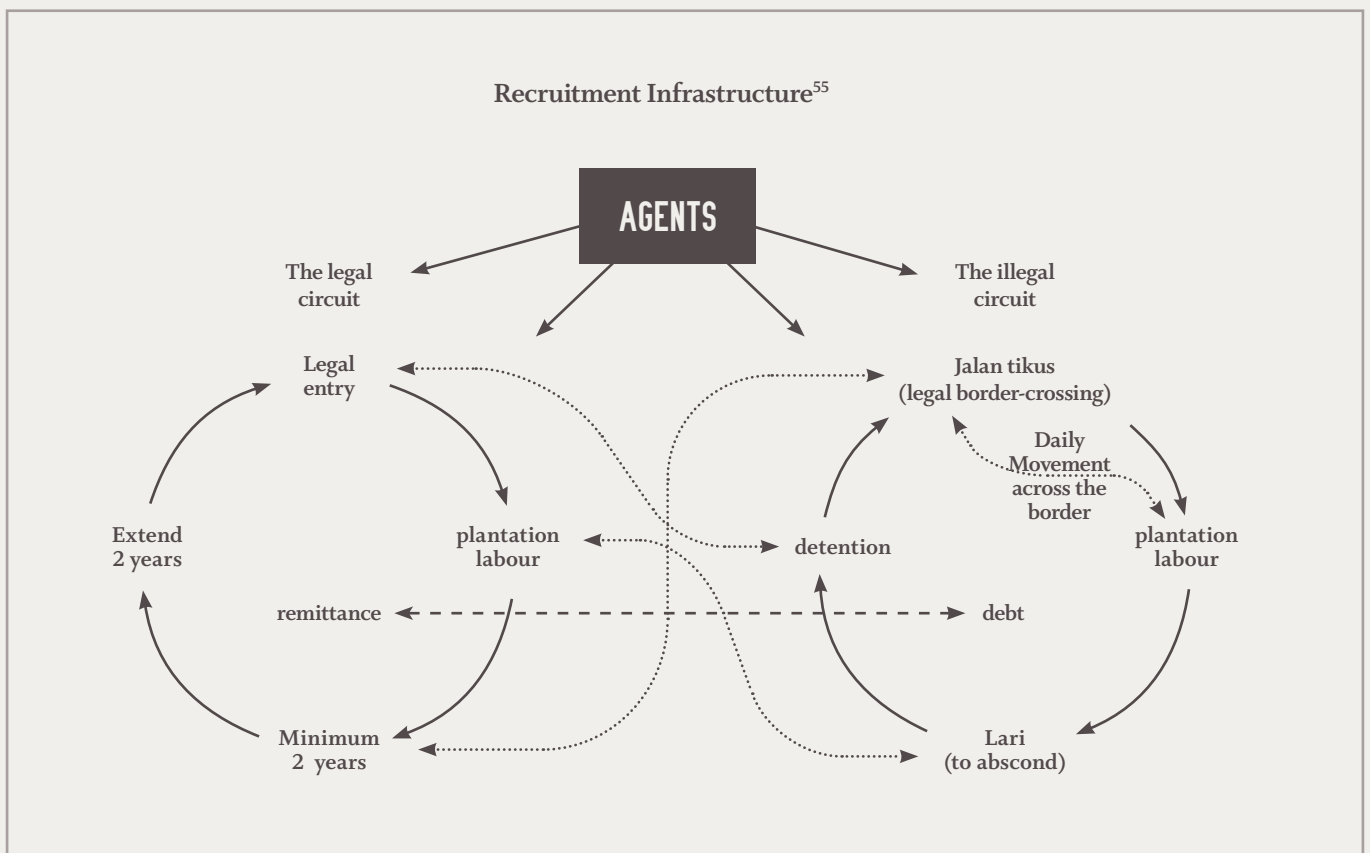 Recruitment Infrastructure55
AGENTS
The legal
circuit
The illegal
circuit
Legal
entry
Jalan tikus
(legal border-crossing)
Daily
Movement
across the
border
Extend
2 years
plantation
labour
detention
plantation
labour
remittance
debt
Minimum
2 years
Lari
(to abscond)